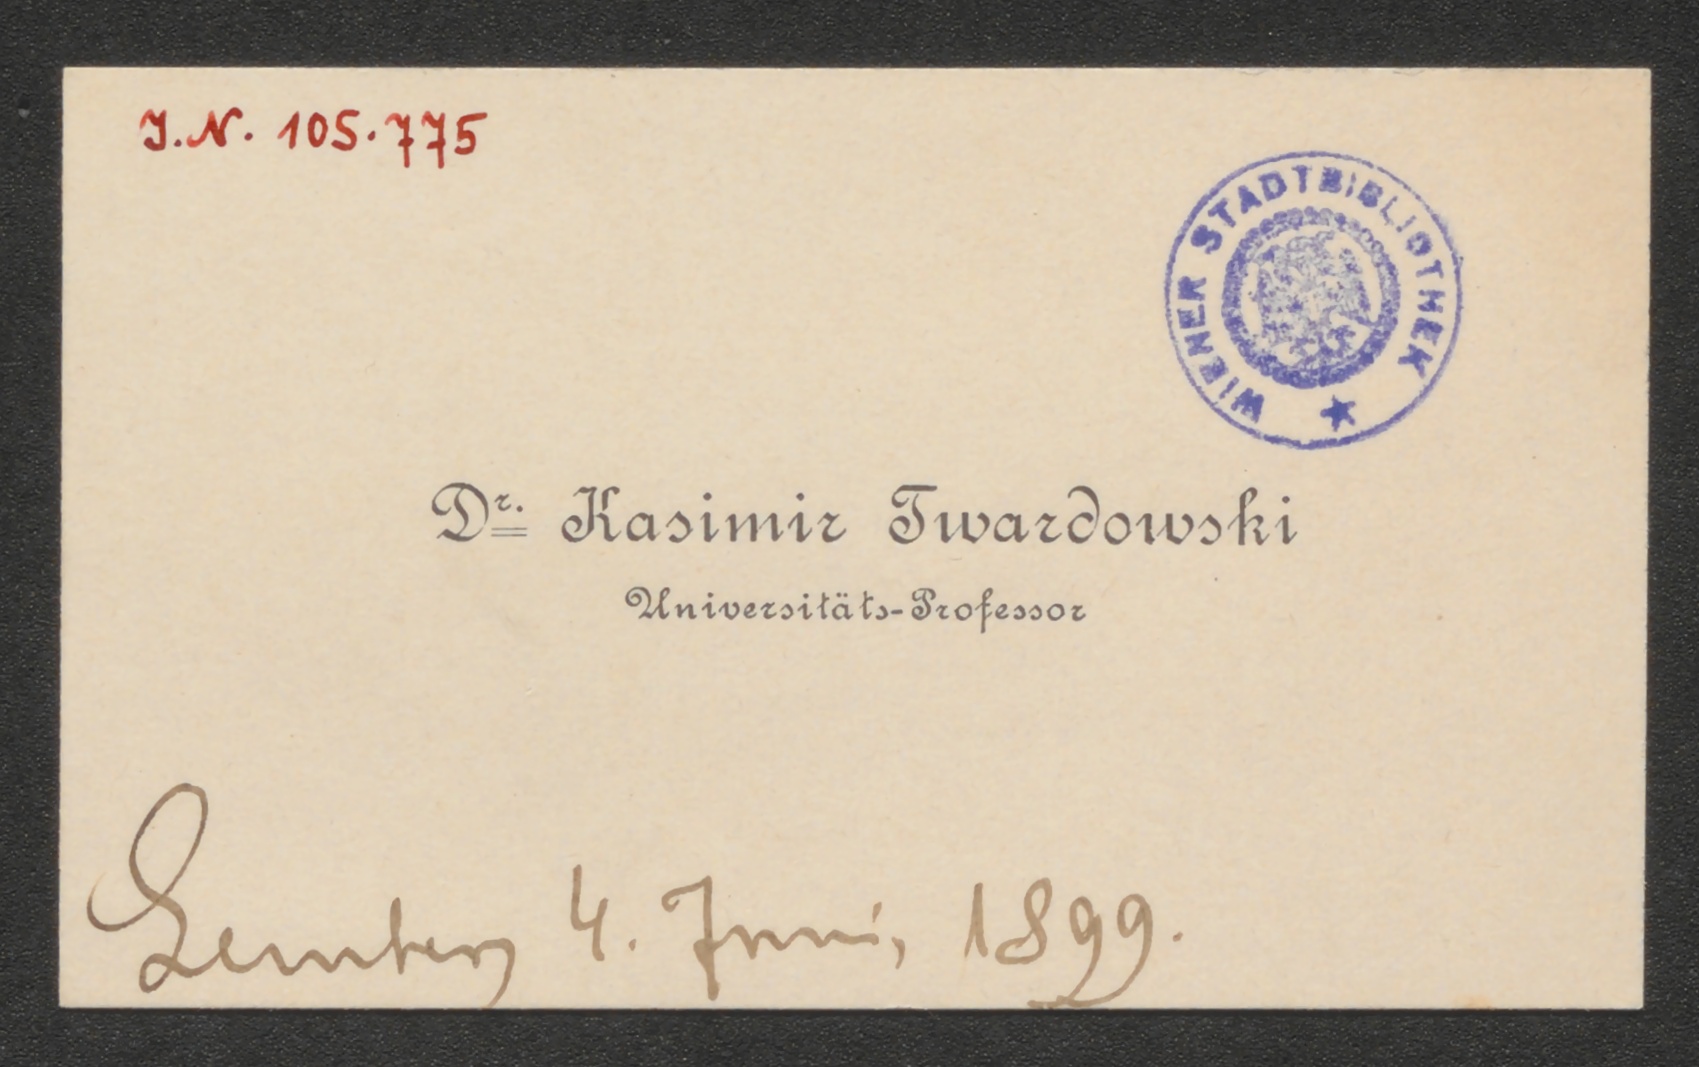 J.N. 105.775
WIENER STADTBIBLIOTHEK
Dr. Kasimir Twardowski
Universitäts-Professor
Lemberg 4. Juni, 1899.